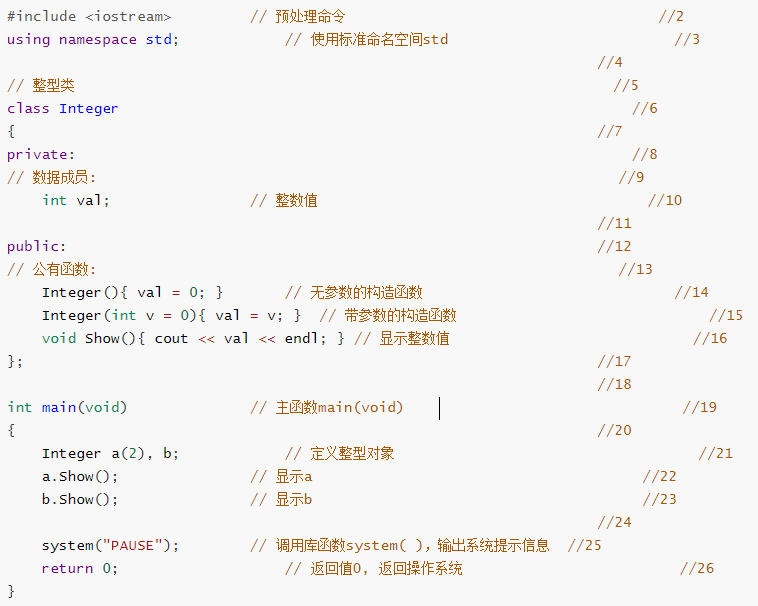 #include <iostream> // 预处理命令 //2
using namespace std; // 使用标准命名空间std //3
//4
// 整型类 //5
class Integer //6
{ //7
private: //8
// 数据成员: //9
int val; // 整数值 //10
//11
public: //12
// 公有函数: //13
Integer(){ val = 0; } // 无参数的构造函数 //14
Integer(int v = 0){ val = v; } // 带参数的构造函数 //15
void Show(){ cout << val << endl; } // 显示整数值 //16
}; //17
//18
int main(void) // 主函数main(void) //19
{ //20
Integer a(2), b; // 定义整型对象 //21
a.Show(); // 显示a //22
b.Show(); // 显示b //23
//24
system("PAUSE"); // 调用库函数system( ),输出系统提示信息 //25
return 0; // 返回值0, 返回操作系统 //26
}